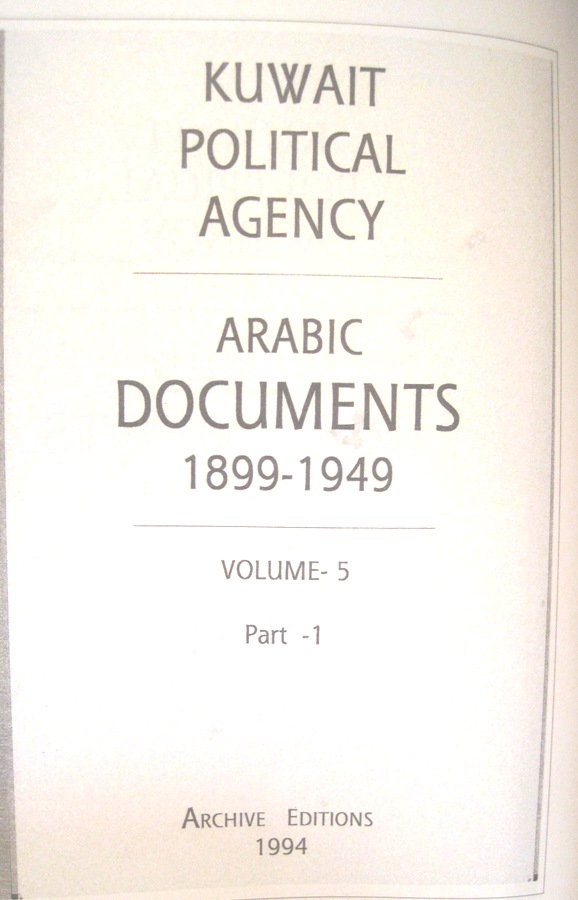 KUWAIT
POLITICAL
AGENCY
ARABIC
DOCUMENTS
1899-1949
VOLUME- 5
Part -1
ARCHIVE EDITIONS
1994